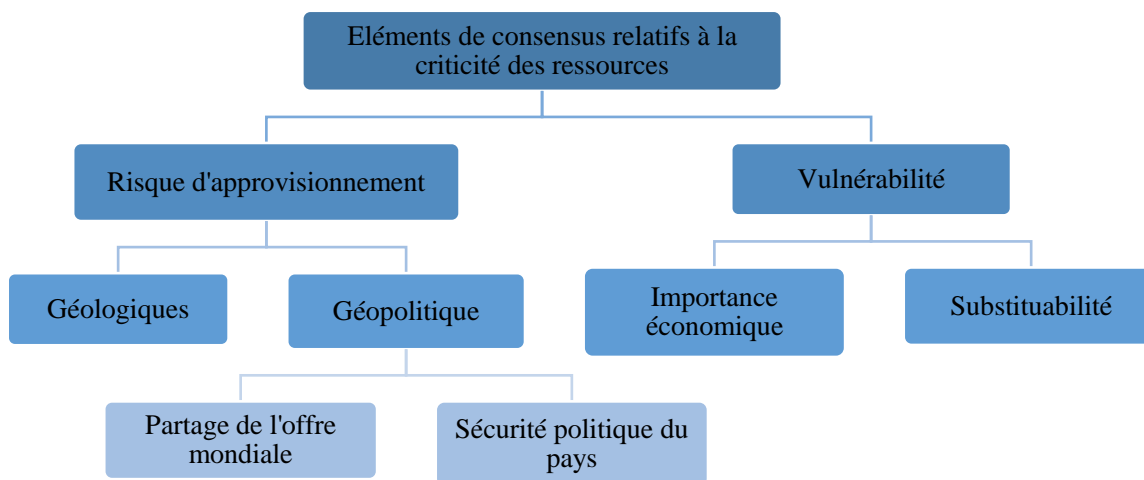 Eléments de consensus relatifs à la
criticité des ressources
Risque d'approvisionnement
Vulnérabilité
Géologiques
Géopolitique
Importance
économique
Substituabilité
Partage de l'offre
mondiale
Sécurité politique du
pays